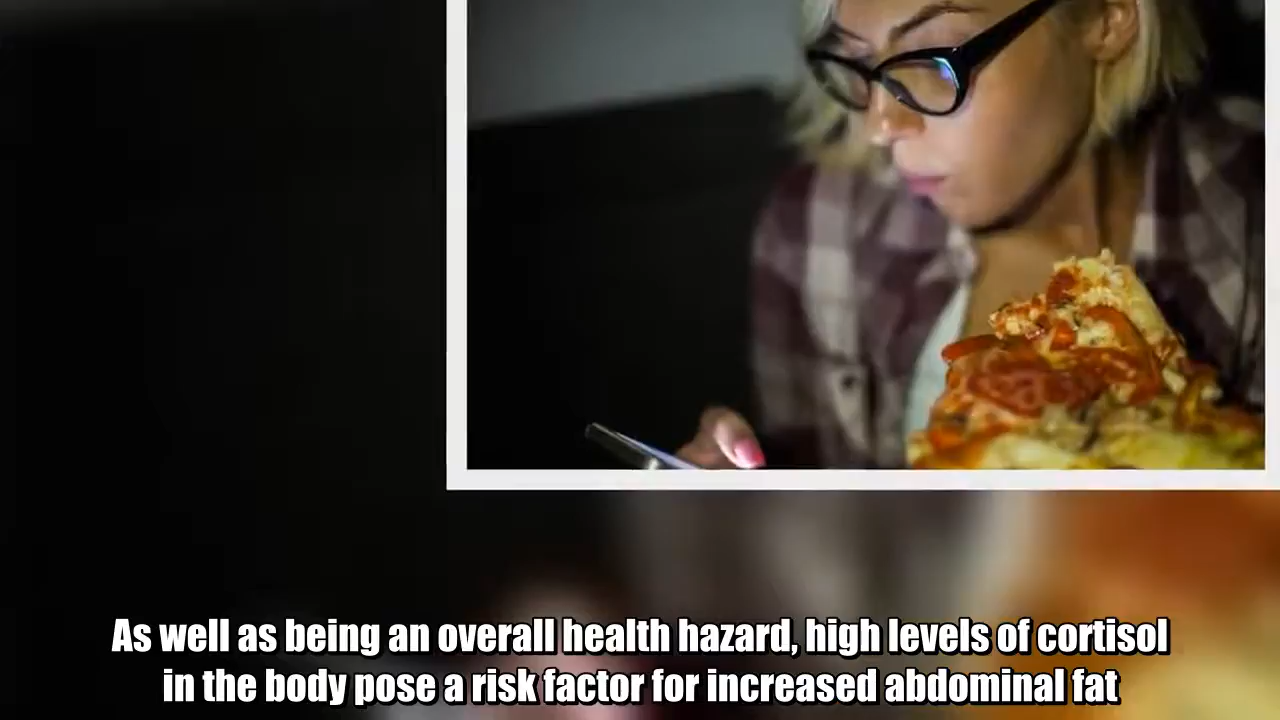 As well as being an overall health hazard, high levels of cortisol
in the body pose a risk factor for increased abdominal fat